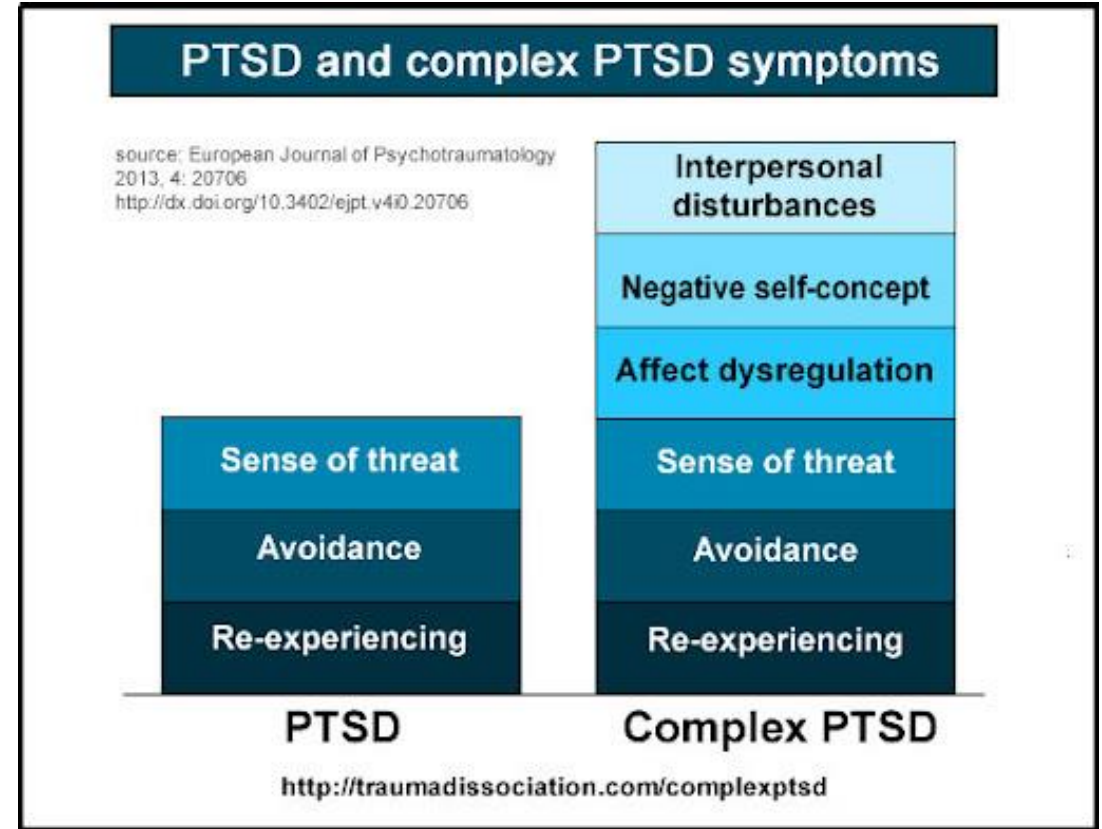 PTSD and complex PTSD symptoms
source: European Journal of Psychotraumatology
2013, 4: 20706
http://dx.doi.org/10.3402/ejpt.v4i0.20706
Interpersonal
disturbances
Negative self-concept
Affect dysregulation
Sense of threat
Avoidance
Re-experiencing
Sense of threat
Avoidance
Re-experiencing
PTSD
Complex PTSD
http://traumadissociation.com/complexptsd